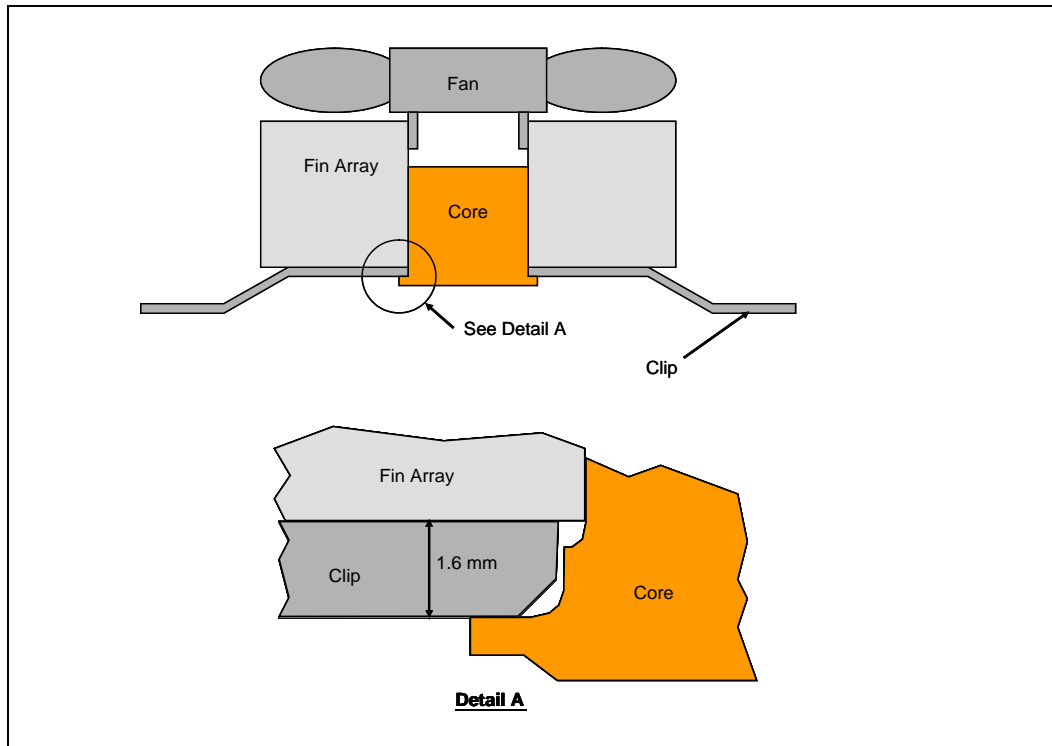 Fan
Fin Array
Core
See Detail A
Clip
Fin Array
1.6 mm
Clip
Core
Detail A